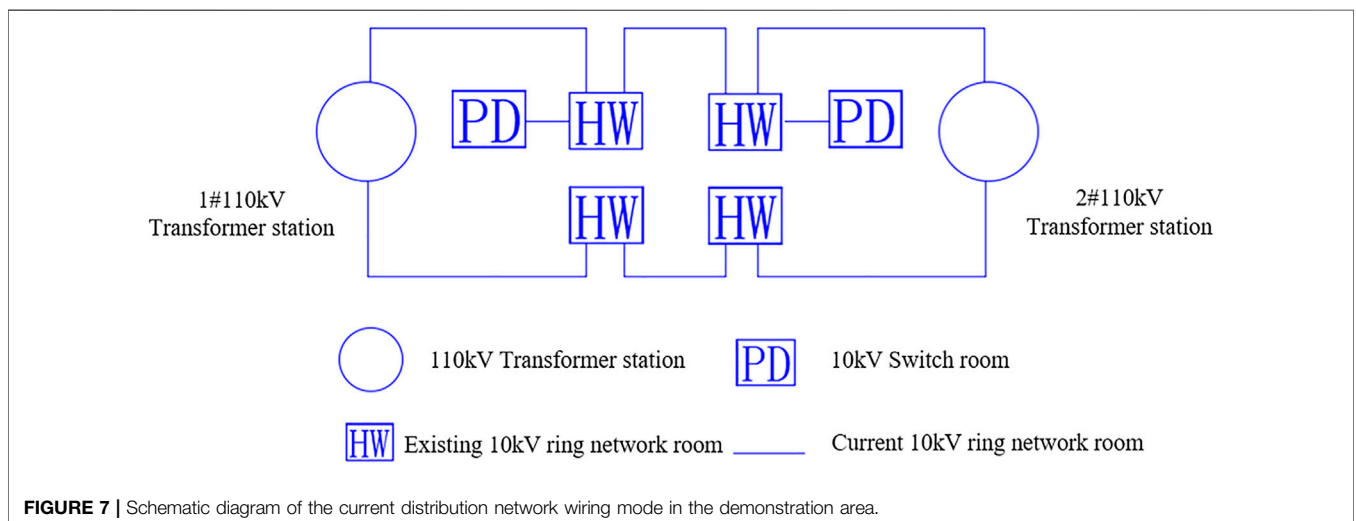 PD HW HW PD
1#110kV
Transformer station
HW HW
2#110kV
Transformer station
110kV Transformer station
PD 10kV Switch room
HW Existing 10kV ring network room
Current 10kV ring network room
FIGURE 7 | Schematic diagram of the current distribution network wiring mode in the demonstration area.